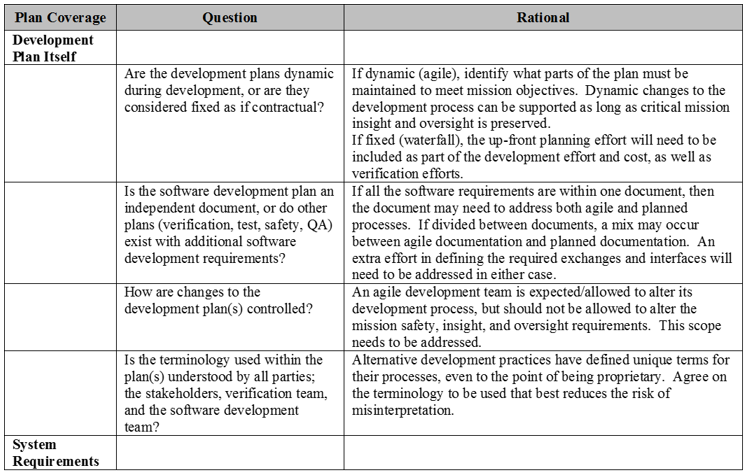 Plan Coverage Question Rational
Development
Plan Itself
Are the development plans dynamic
during development, or are they
considered fixed as if contractual?
If dynamic (agile), identify what parts of the plan must be
maintained to meet mission objectives.  Dynamic changes to the
development process can be supported as long as critical mission
insight and oversight is preserved.
If fixed (waterfall), the up-front planning effort will need to be
included as part of the development effort and cost, as well as
verification efforts.
Is the software development plan an
independent document, or do other
plans (verification, test, safety, QA)
exist with additional software
development requirements?
If all the software requirements are within one document, then
the document may need to address both agile and planned
processes.  If divided between documents, a mix may occur
between agile documentation and planned documentation.  An
extra effort in defining the required exchanges and interfaces will
need to be addressed in either case.
How are changes to the
development plan(s) controlled?
An agile development team is expected/allowed to alter its
development process, but should not be allowed to alter the
mission safety, insight, and oversight requirements.  This scope
needs to be addressed.
Is the terminology used within the
plan(s) understood by all parties;
the stakeholders, verification team,
and the software development
team?
Alternative development practices have defined unique terms for
their processes, even to the point of being proprietary.  Agree on
the terminology to be used that best reduces the risk of
misinterpretation.
System
Requirements